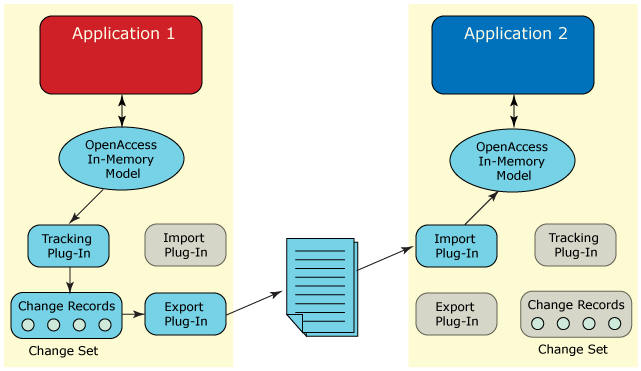 Application 1
OpenAccess
In-Memory
Model
Tracking
Plug-In
Import
Plug-In
Change Records
Export
Plug-In
Change Set
Application 2
OpenAccess
In-Memory
Model
Import
Plug-In
Tracking
Plug-In
Export
Plug-In
Change Records
Change Set